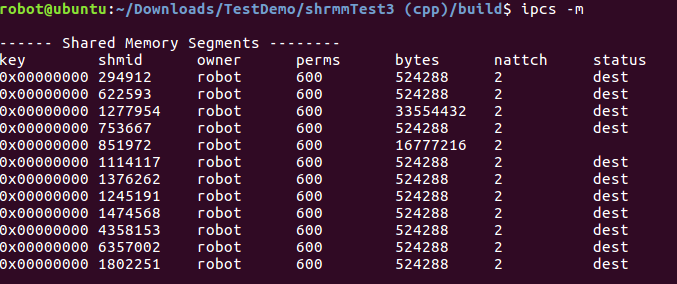 robot@ubuntu:~/Downloads/TestDemo/shrmmTest3 (cpp)/build$ ipcs -m
------ Shared Memory Segments --------
key shmid owner perms bytes nattch status
0x00000000 294912 robot 600 524288 2 dest
0x00000000 622593 robot 600 524288 2 dest
0x00000000 1277954 robot 600 33554432 2 dest
0x00000000 753667 robot 600 524288 2 dest
0x00000000 851972 robot 600 16777216 2
0x00000000 1114117 robot 600 524288 2 dest
0x00000000 1376262 robot 600 524288 2 dest
0x00000000 1245191 robot 600 524288 2 dest
0x00000000 1474568 robot 600 524288 2 dest
0x00000000 4358153 robot 600 524288 2 dest
0x00000000 6357002 robot 600 524288 2 dest
0x00000000 1802251 robot 600 524288 2 dest